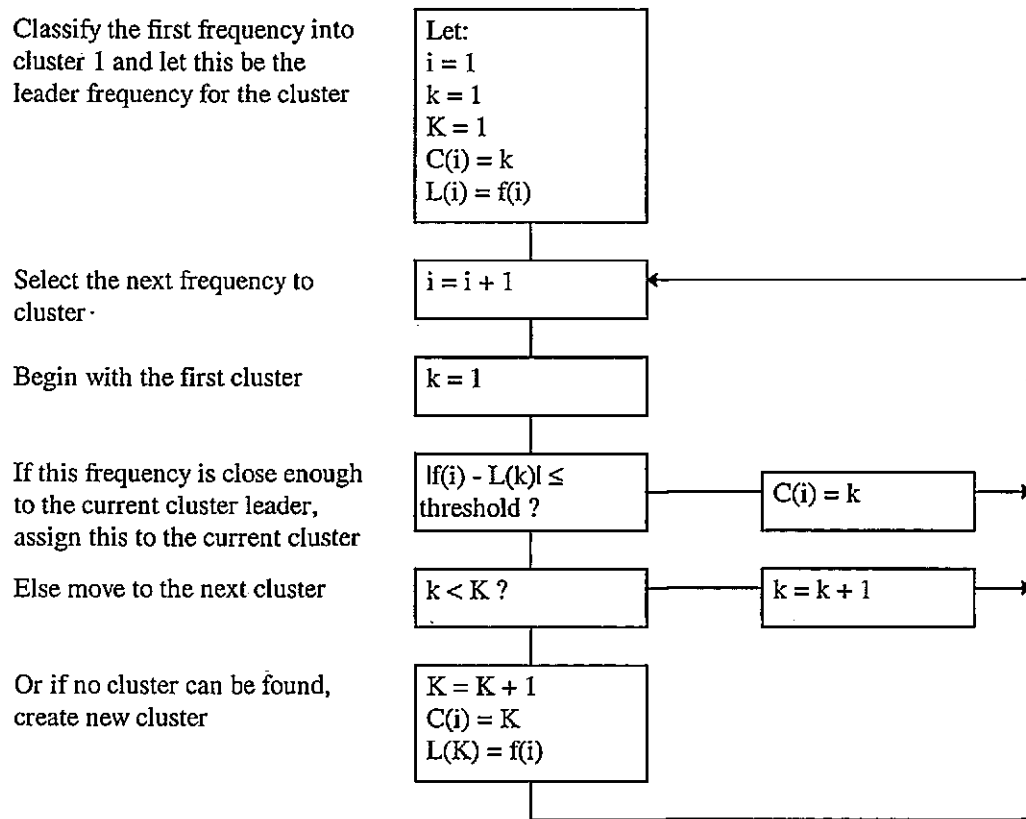 Classify the first frequency into
cluster 1 and let this be the
leader frequency for the cluster
Let:
i = 1
k = 1
K = 1
C(i) = k
L(i) = f(i)
Select the next frequency to
cluster
i = i + 1
Begin with the first cluster
k = 1
If this frequency is close enough
to the current cluster leader,
assign this to the current cluster
|f(i) - L(k)| ≤
threshold ?
C(i) = k
Else move to the next cluster
k < K ?
k = k + 1
Or if no cluster can be found,
create new cluster
K = K + 1
C(i) = K
L(K) = f(i)